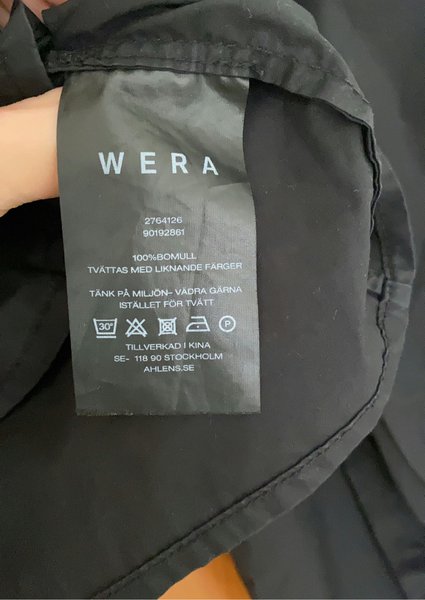 WERA
2764126
90192861
100%BOMULL
TVÄTTAS MED LIKNANDE FÄRGER
TÄNK PÅ MILJÖN- VÄDRA GÄRNA
ISTÄLLET FÖR TVÄTT
30° P
TILLVERKAD I KINA
SE- 118 90 STOCKHOLM
AHLENS.SE